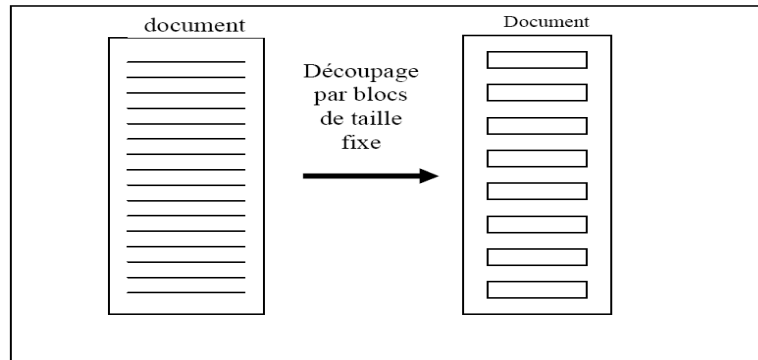 document
Découpage
par blocs
de taille
fixe
Document